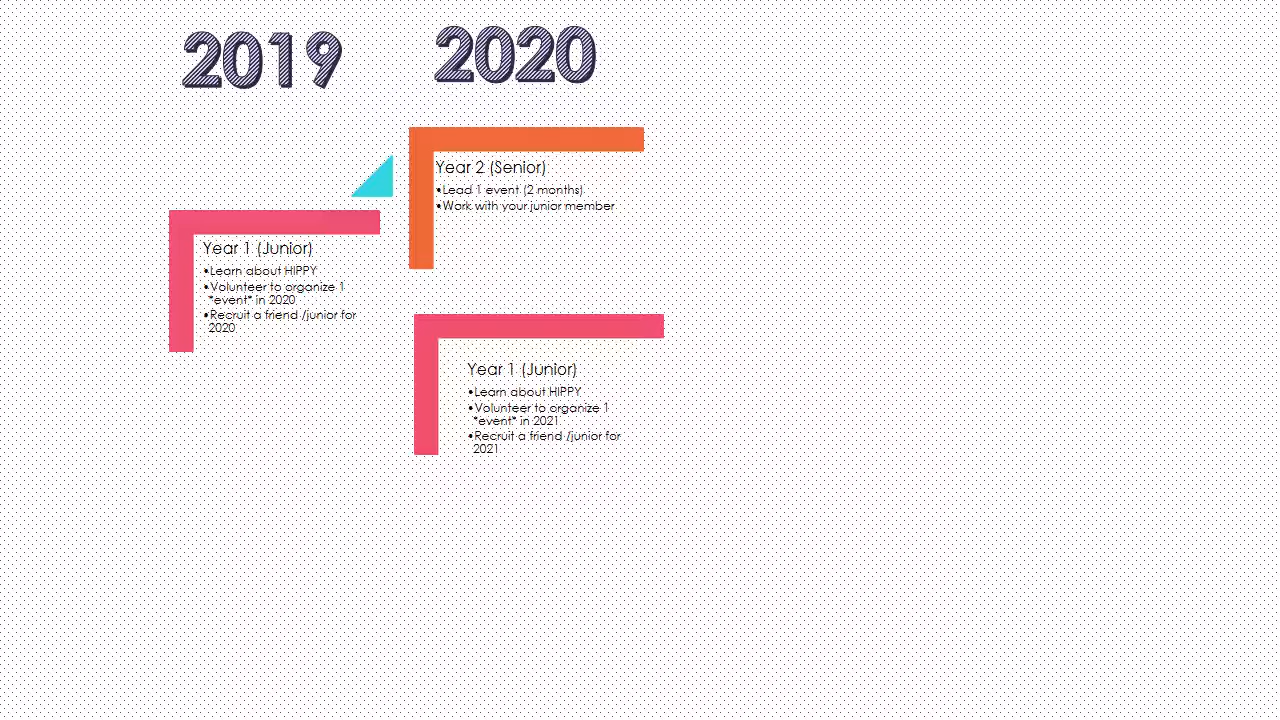 2019
2020
Year 2 (Senior)
•Lead 1 event (2 months)
•Work with your junior member
Year 1 (Junior)
•Learn about HIPPY
•Volunteer to organize 1
*event* in 2020
•Recruit a friend /junior for
2020
Year 1 (Junior)
•Learn about HIPPY
•Volunteer to organize 1
*event* in 2021
•Recruit a friend /junior for
2021